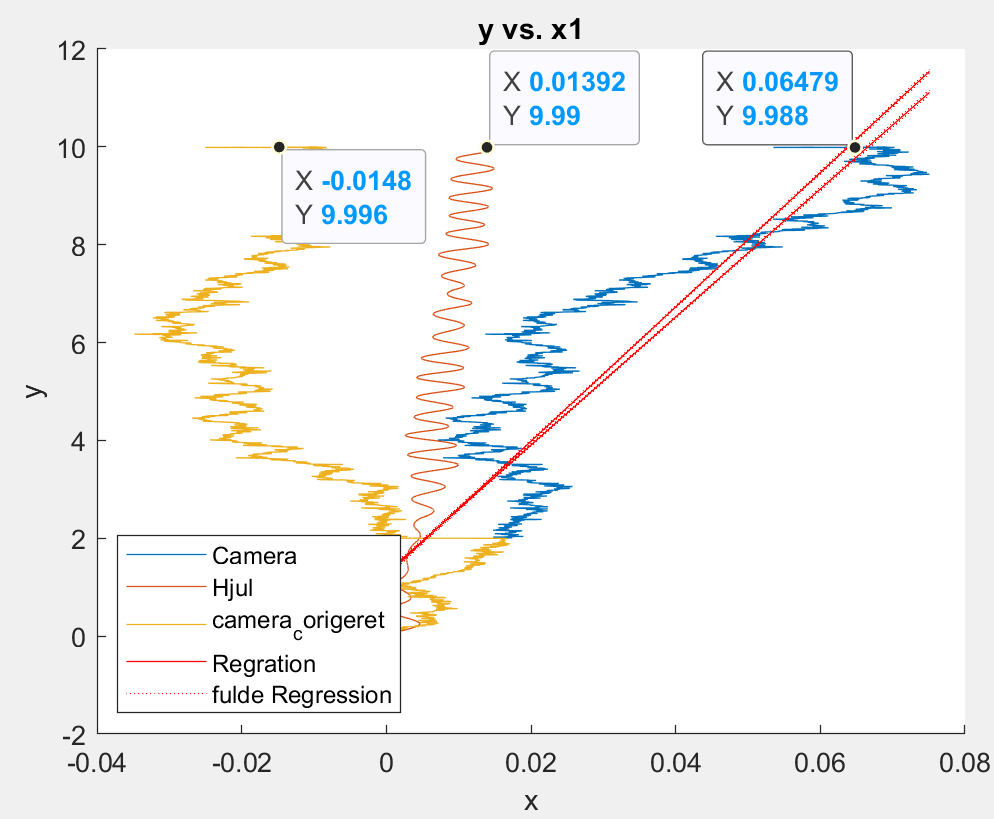 y vs. x1
12
10
8
6
4
2
0
-2
y
X 0.01392
Y 9.99
X 0.06479
Y 9.988
X -0.0148
Y 9.996
Camera
Hjul
camera_corigeret
Regration
fulde Regression
-0.04
-0.02
0
0.02
0.04
0.06
0.08
x